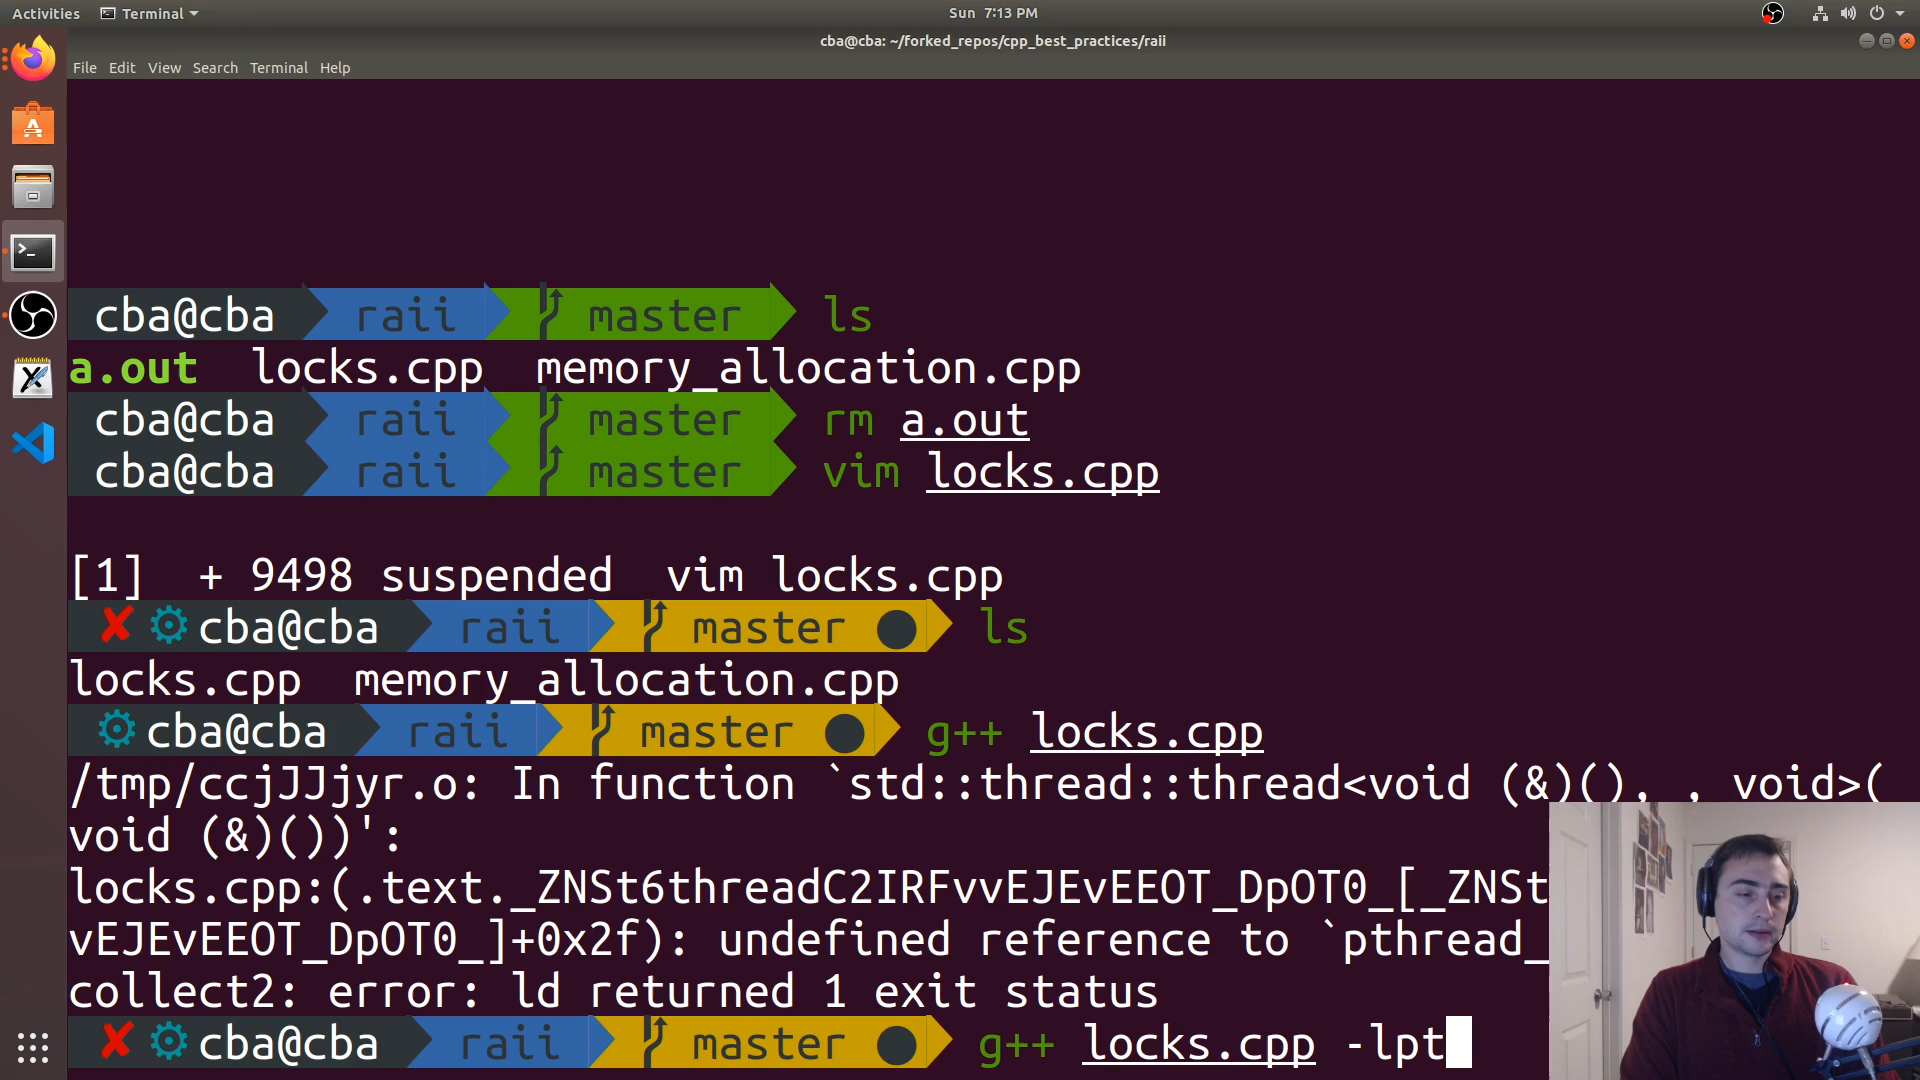 Activities Terminal Sun 7:13 PM
cba@cba: ~/forked_repos/cpp_best_practices/raii
File Edit View Search Terminal Help
cba@cba raii master ls
a.out locks.cpp memory_allocation.cpp
cba@cba raii master rm a.out
cba@cba raii master vim locks.cpp
[1] + 9498 suspended vim locks.cpp
✘ ⚙ cba@cba raii master ● ls
locks.cpp memory_allocation.cpp
⚙ cba@cba raii master ● g++ locks.cpp
/tmp/ccjJJjyr.o: In function `std::thread::thread<void (&)(), , void>(
void (&)())':
locks.cpp:(.text._ZNSt6threadC2IRFvvEJEvEEOT_DpOT0_[_ZNSt
vEJEvEEOT_DpOT0_]+0x2f): undefined reference to `pthread_
collect2: error: ld returned 1 exit status
✘ ⚙ cba@cba raii master ● g++ locks.cpp -lpt